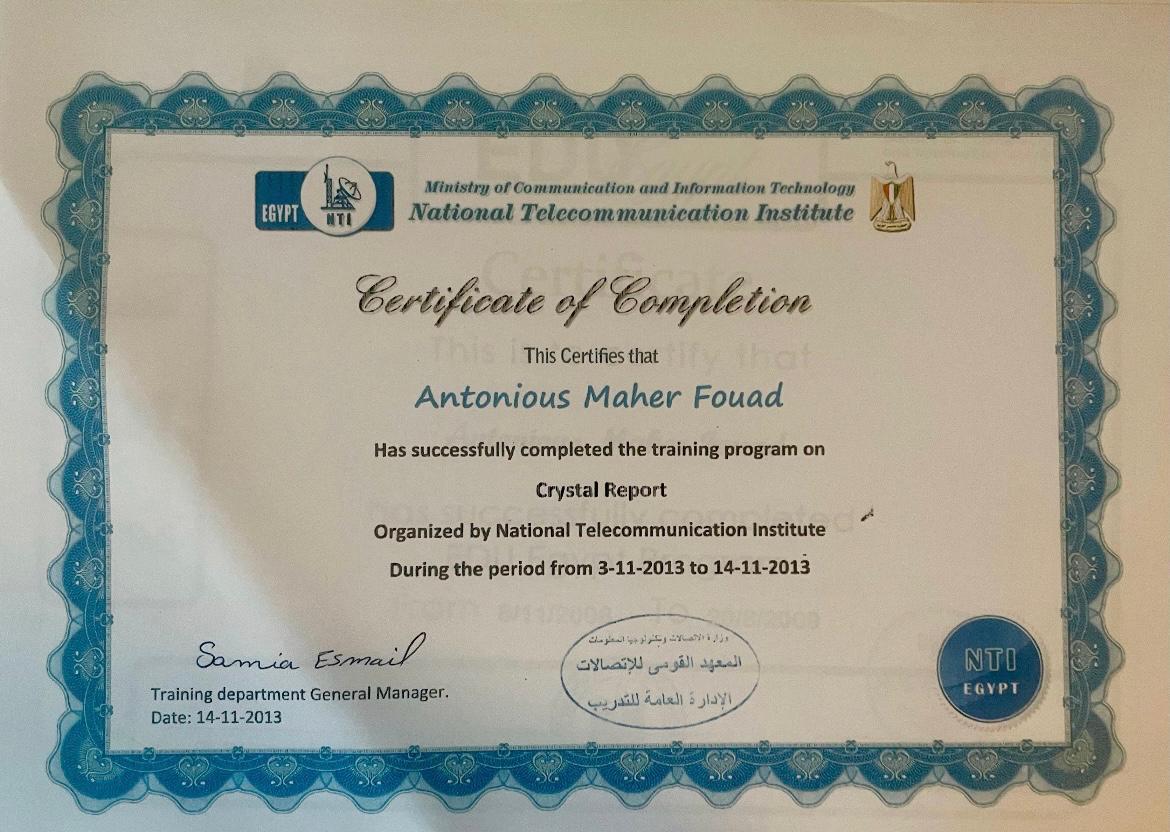 EGYPT
NTI
Ministry of Communication and Information Technology
National Telecommunication Institute
Certificate of Completion
This Certifies that
Antonious Maher Fouad
Has successfully completed the training program on
Crystal Report
Organized by National Telecommunication Institute
During the period from 3-11-2013 to 14-11-2013
Samia Esmail
Training department General Manager.
Date: 14-11-2013
وزارة الاتصالات وتكنولوجيا المعلومات
المعهد القومى للإتصالات
الإدارة العامة للتدريب
NTI
EGYPT